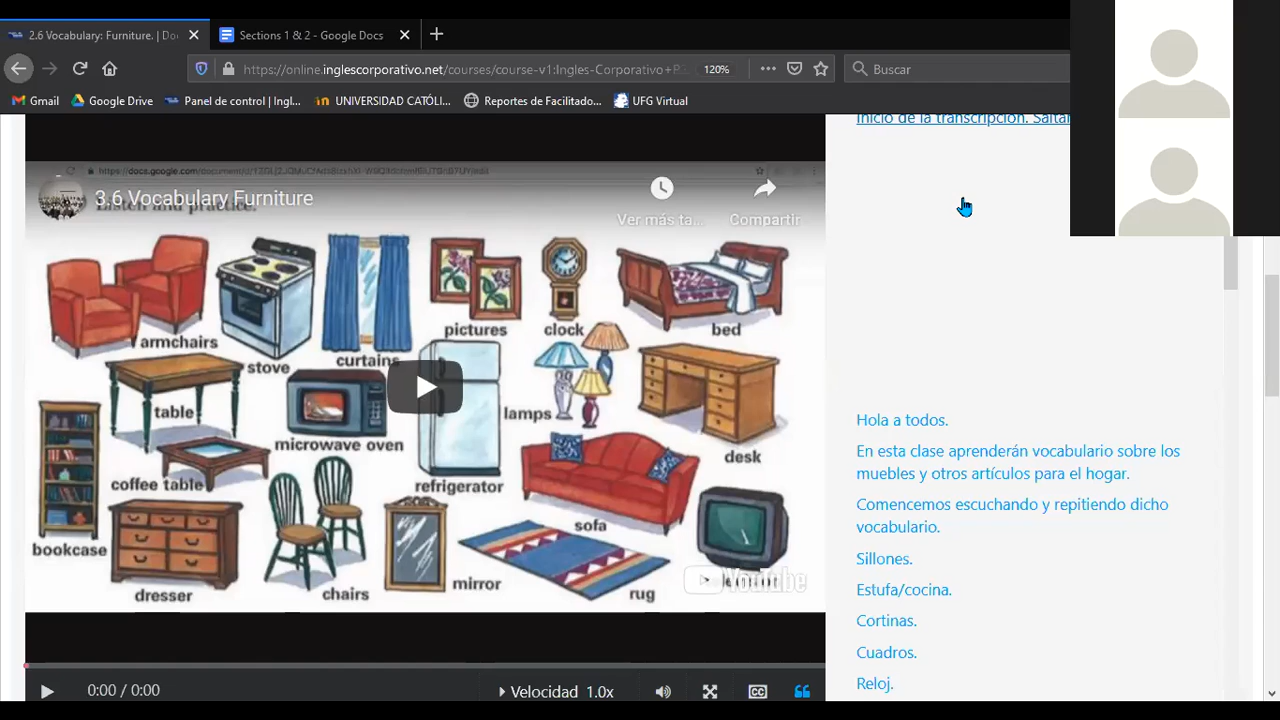 2.6 Vocabulary: Furniture. | Do
Sections 1 & 2 - Google Docs
https://online.inglescorporativo.net/courses/course-v1:Ingles-Corporativo+B
120%
Buscar
Gmail
Google Drive
Panel de control | Ingl...
UNIVERSIDAD CATÓLI...
Reportes de Facilitado...
UFG Virtual
Inicio de la transcripción. Saltar
3.6 Vocabulary Furniture
Listen and practice.
Ver más ta...
Compartir
armchairs
stove
curtains
pictures
clock
bed
table
microwave oven
lamps
desk
coffee table
refrigerator
sofa
bookcase
dresser
chairs
mirror
rug
YouTube
Hola a todos.
En esta clase aprenderán vocabulario sobre los
muebles y otros artículos para el hogar.
Comencemos escuchando y repitiendo dicho
vocabulario.
Sillones.
Estufa/cocina.
Cortinas.
Cuadros.
Reloj.
0:00 / 0:00
Velocidad 1.0x
CC